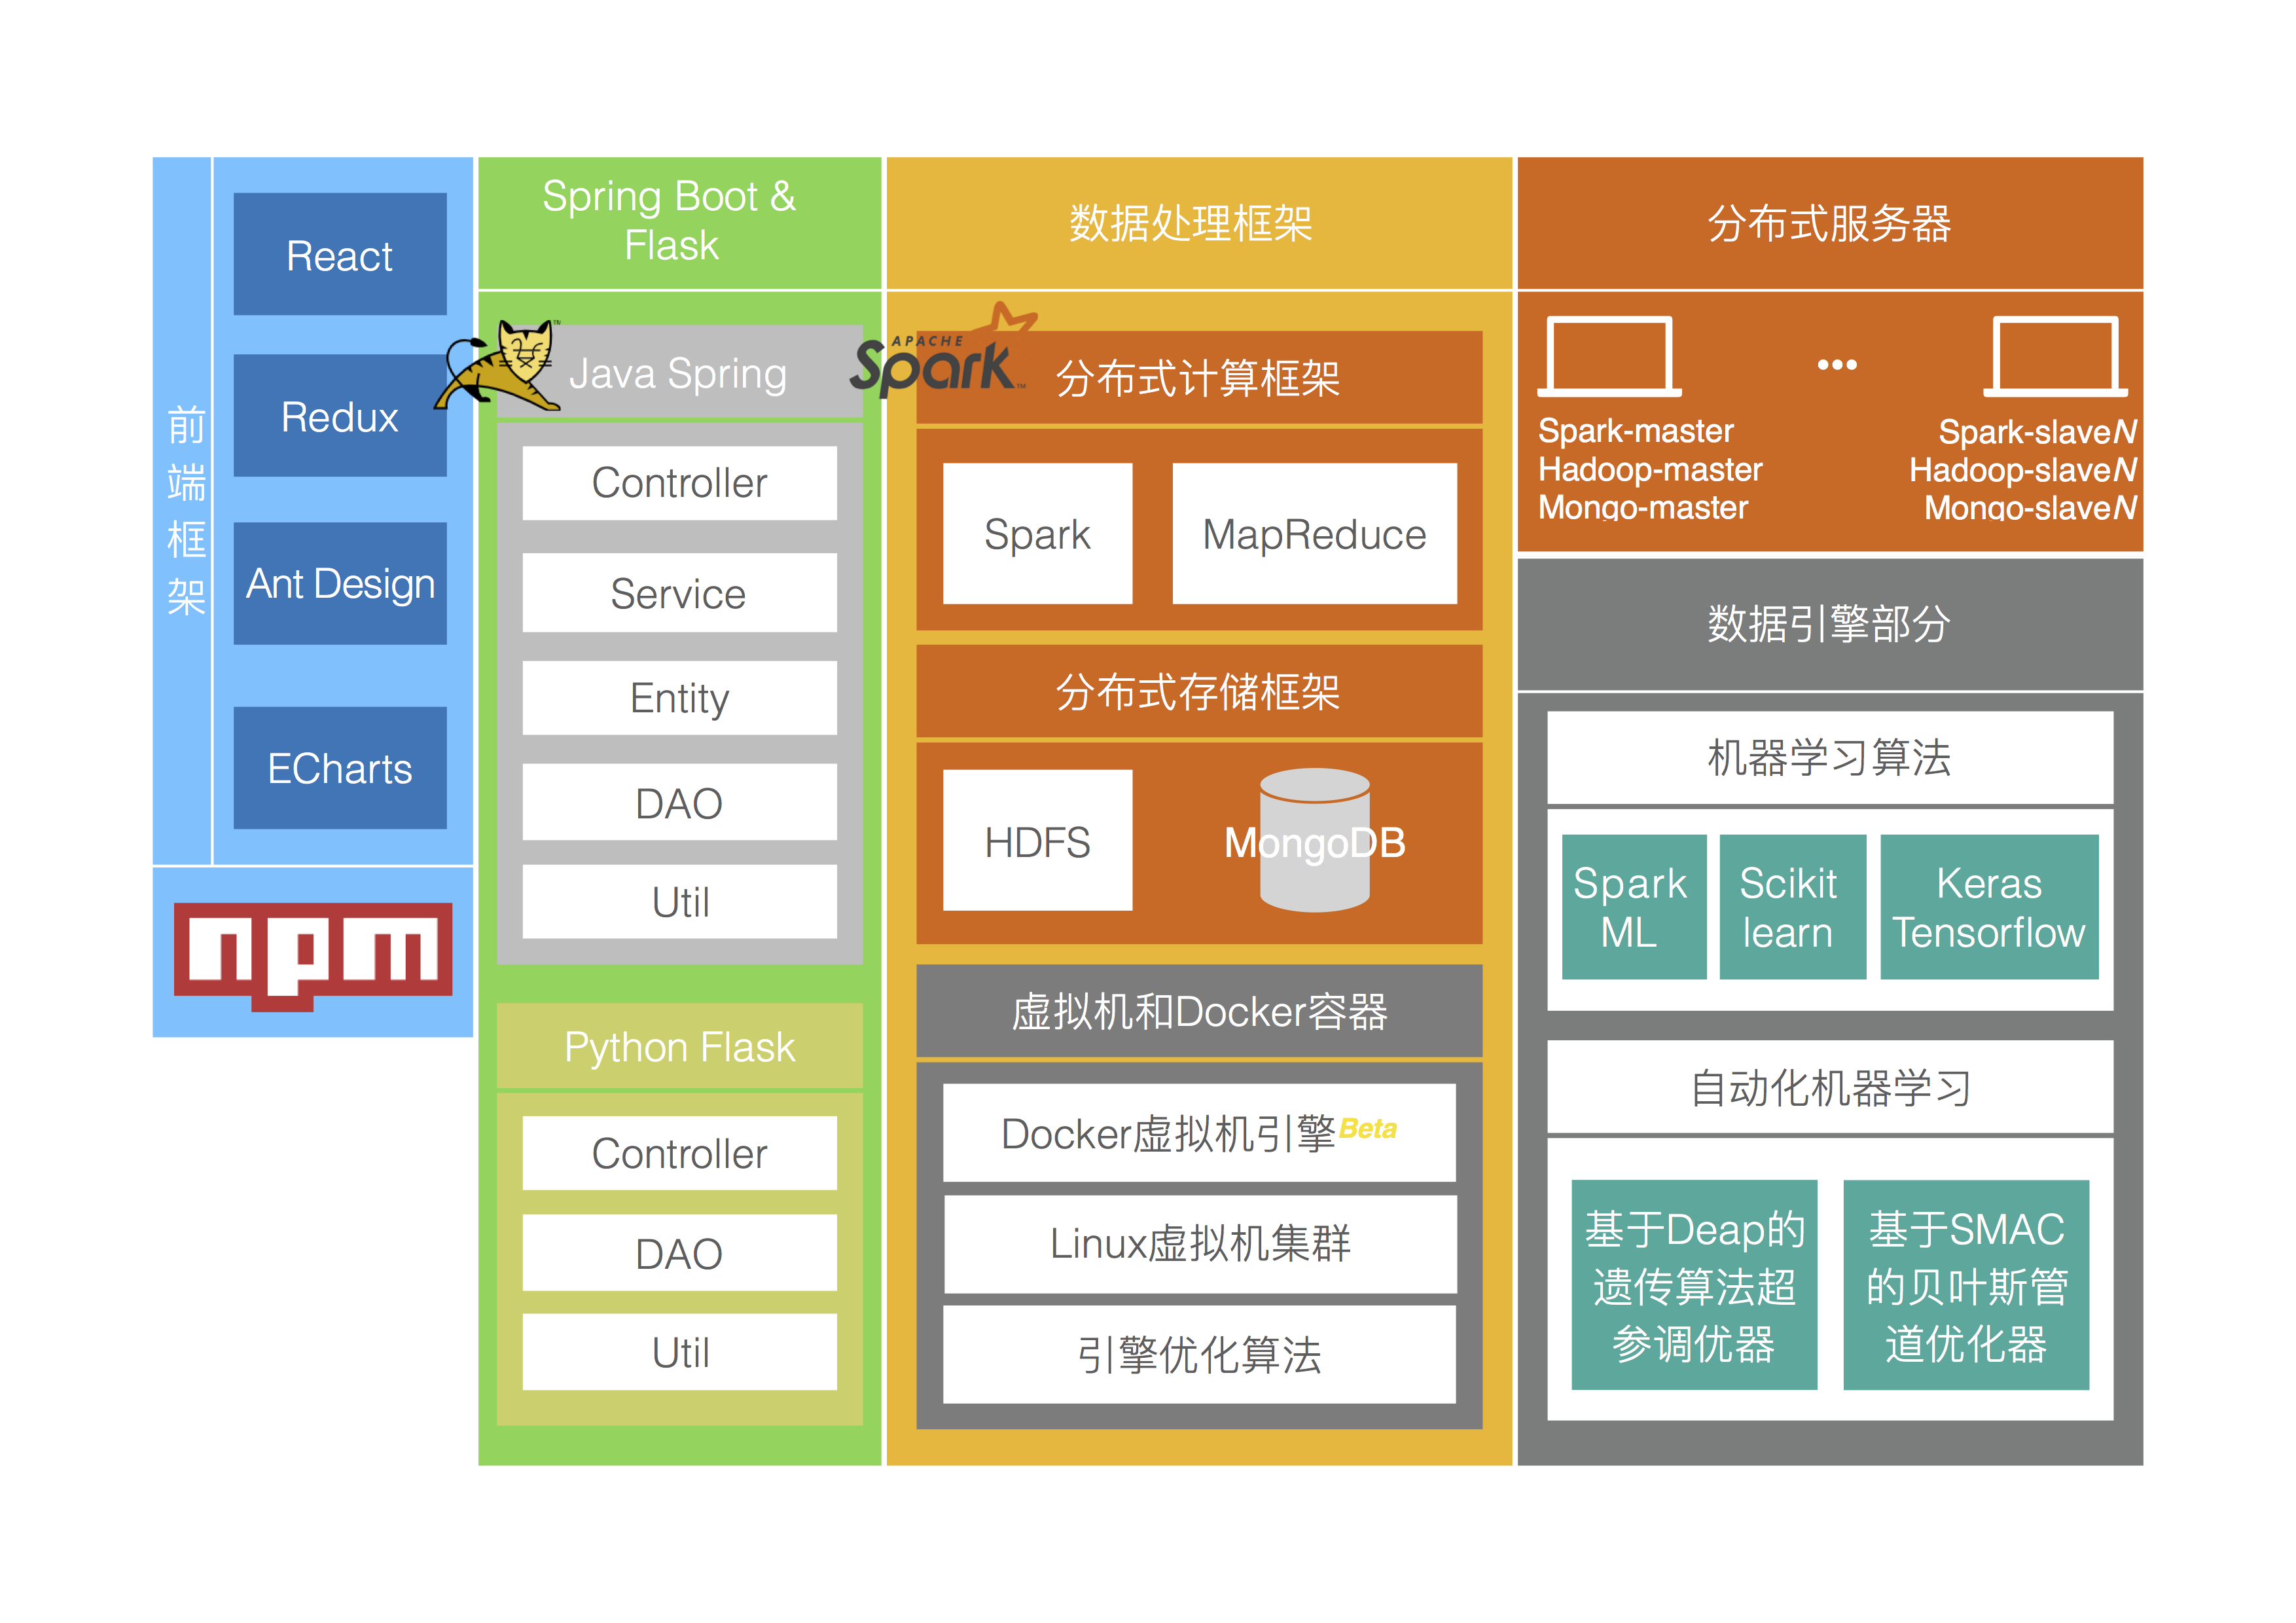 前
端
框
架
React
Redux
Ant Design
ECharts
npm
Spring Boot &
Flask
Java Spring
TM
Controller
Service
Entity
DAO
Util
Python Flask
Controller
DAO
Util
数据处理框架
APACHE
Spark
TM
分布式计算框架
Spark
MapReduce
分布式存储框架
HDFS
MongoDB
虚拟机和Docker容器
Docker虚拟机引擎Beta
Linux虚拟机集群
引擎优化算法
分布式服务器
•••
Spark-master
Hadoop-master
Mongo-master
Spark-slaveN
Hadoop-slaveN
Mongo-slaveN
数据引擎部分
机器学习算法
Spark
ML
Scikit
learn
Keras
Tensorflow
自动化机器学习
基于Deap的
遗传算法超
参调优器
基于SMAC
的贝叶斯管
道优化器